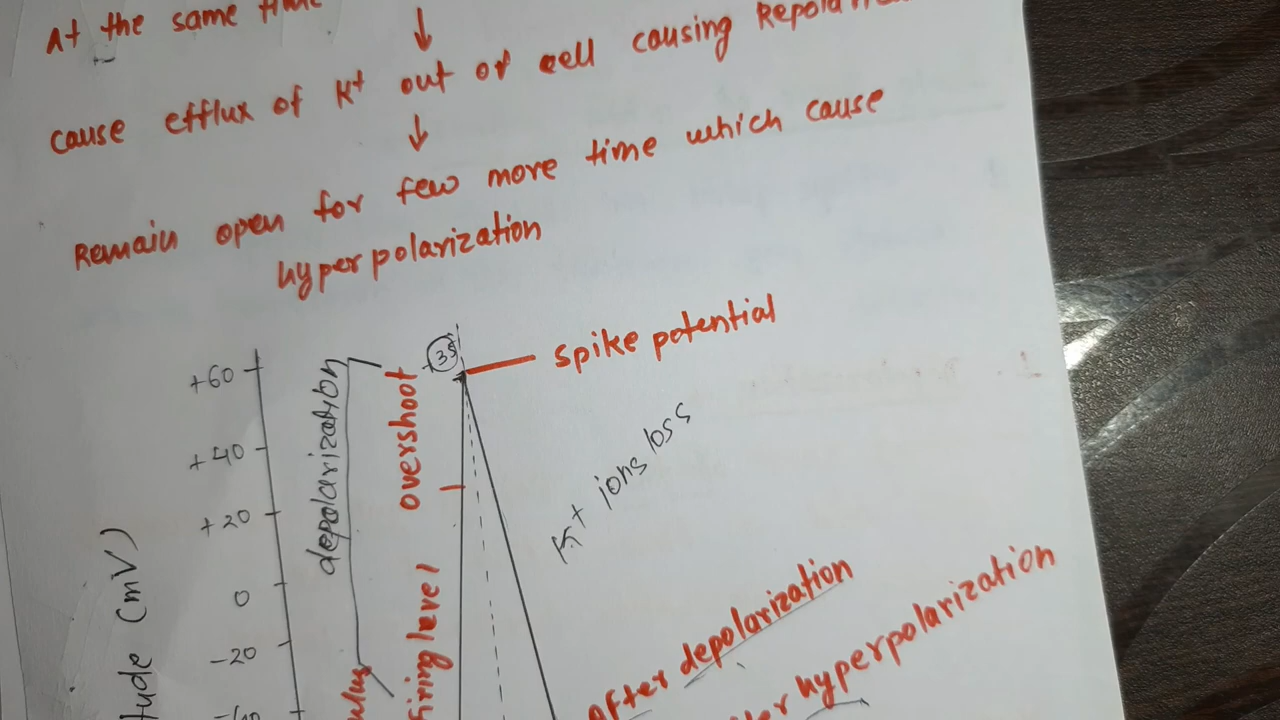 At the same time
↓
cause efflux of K+ out of cell causing
↓
Remain open for few more time which cause
hyperpolarization
+35
spike potential
+60
+40
+20
0
-20
(mV)
depolarization
overshoot
firing level
K+ ions loss
After depolarization
hyperpolarization